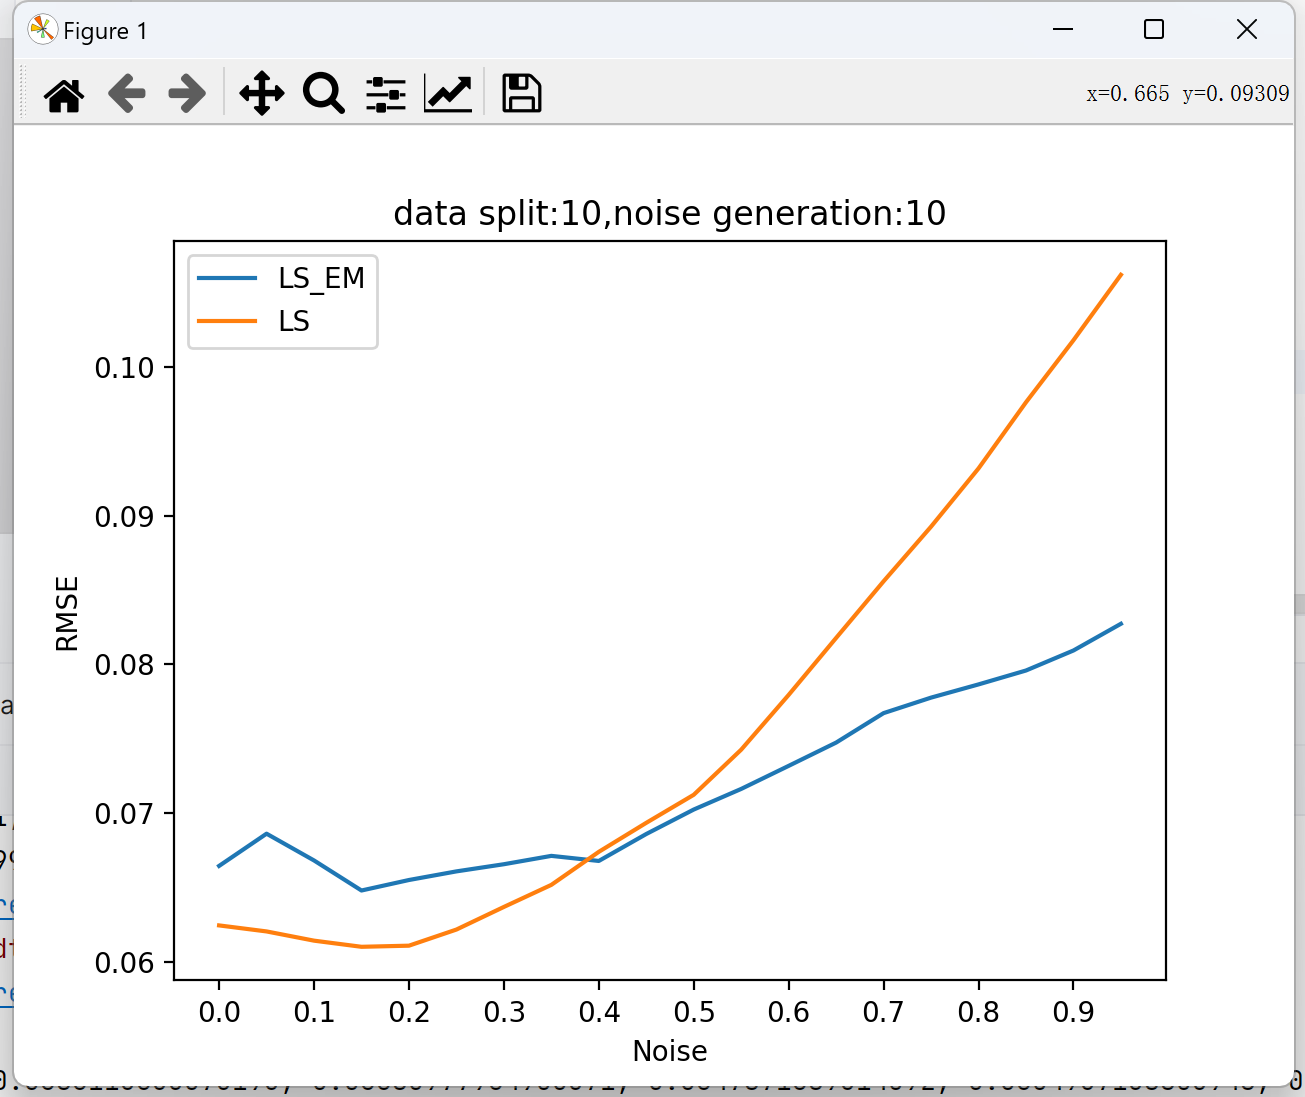 Figure 1
x=0.665 y=0.09309
data split:10,noise generation:10
LS_EM
LS
0.10
0.09
0.08
0.07
0.06
RMSE
0.0 0.1 0.2 0.3 0.4 0.5 0.6 0.7 0.8 0.9
Noise